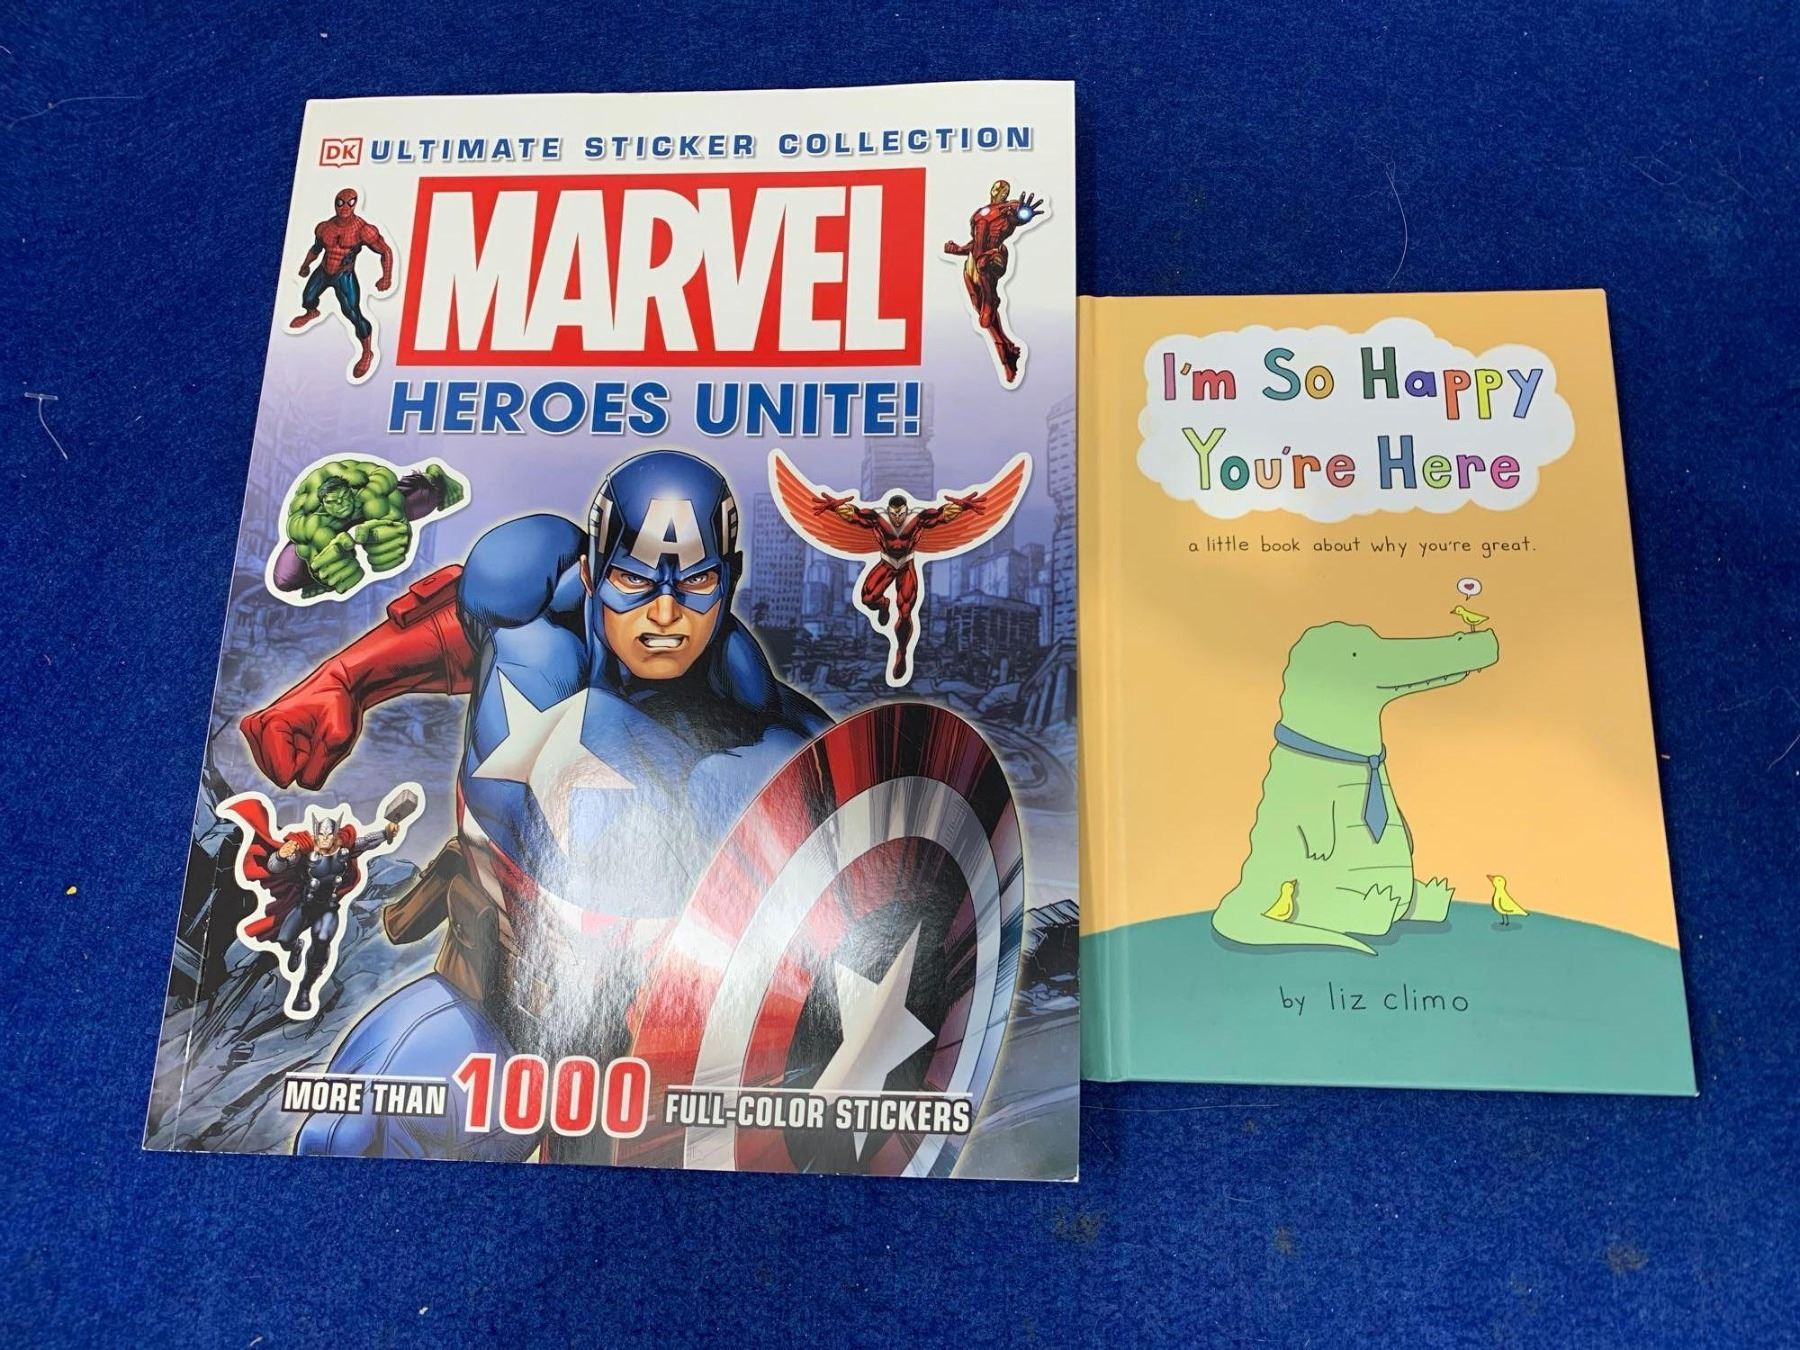 DK ULTIMATE STICKER COLLECTION
MARVEL
HEROES UNITE!
A
MORE THAN 1000 FULL-COLOR STICKERS
I'm So Happy
You're Here
a little book about why you're great.
by liz climo